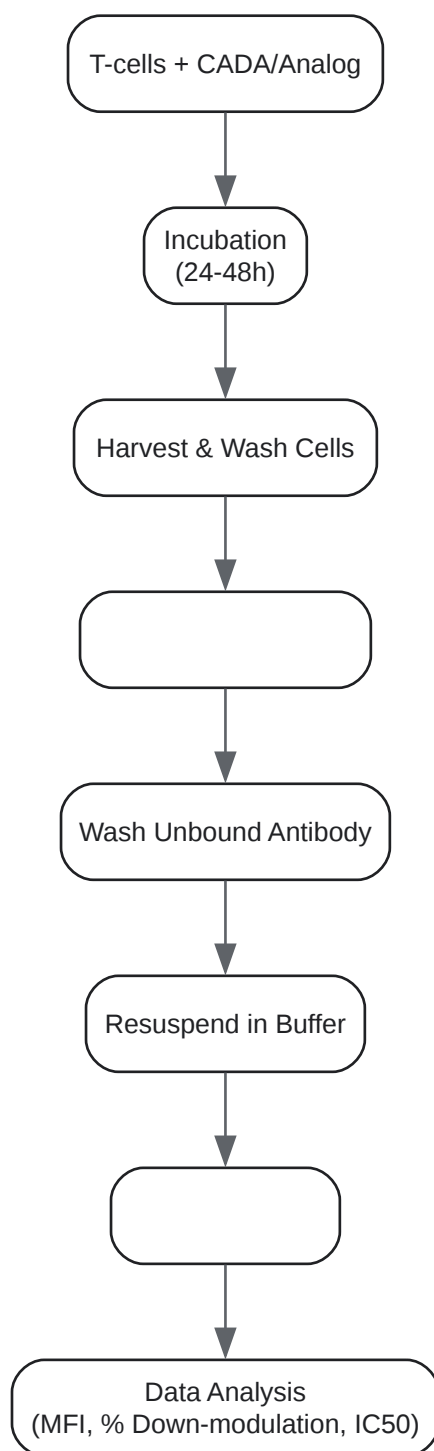 T-cells + CADA/Analog
Incubation
(24-48h)
Harvest & Wash Cells
Wash Unbound Antibody
Resuspend in Buffer
Data Analysis
(MFI, % Down-modulation, IC50)